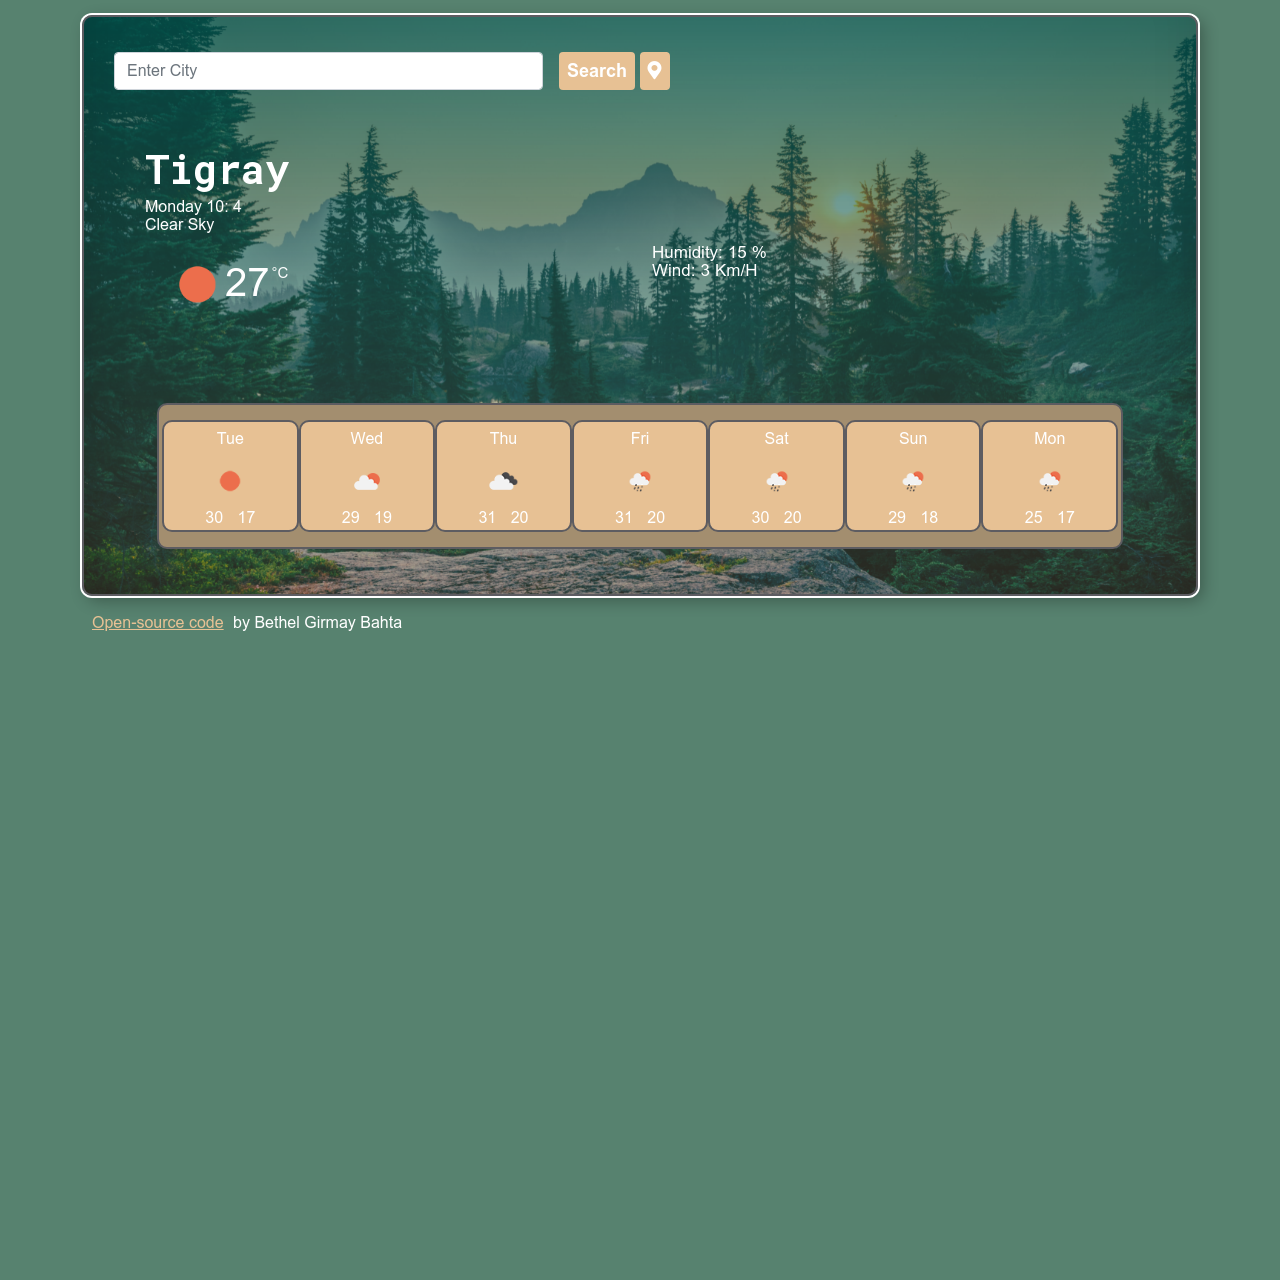 Enter City
Search
Tigray
Monday 10: 4
Clear Sky
27 °C
Humidity: 15 %
Wind: 3 Km/H
Tue Wed Thu Fri Sat Sun Mon
30 17 29 19 31 20 31 20 30 20 29 18 25 17
Open-source code by Bethel Girmay Bahta